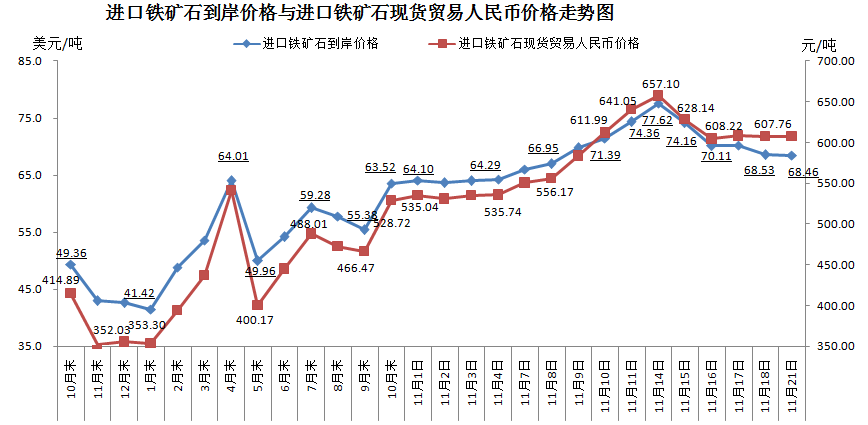 进口铁矿石到岸价格与进口铁矿石现货贸易人民币价格走势图
美元/吨
元/吨
进口铁矿石到岸价格
进口铁矿石现货贸易人民币价格
85.0
75.0
65.0
55.0
45.0
35.0
700.00
650.00
600.00
550.00
500.00
450.00
400.00
350.00
49.36
41.42
64.01
49.96
59.28
55.38
63.52
64.10
64.29
66.95
71.39
74.36
77.62
74.16
70.11
68.53
68.46
414.89
352.03
353.30
400.17
488.01
466.47
528.72
535.04
535.74
556.17
611.99
641.05
657.10
628.14
608.22
607.76
10月末
11月末
12月末
1月末
2月末
3月末
4月末
5月末
6月末
7月末
8月末
9月末
10月末
11月1日
11月2日
11月3日
11月4日
11月7日
11月8日
11月9日
11月10日
11月11日
11月14日
11月15日
11月16日
11月17日
11月18日
11月21日